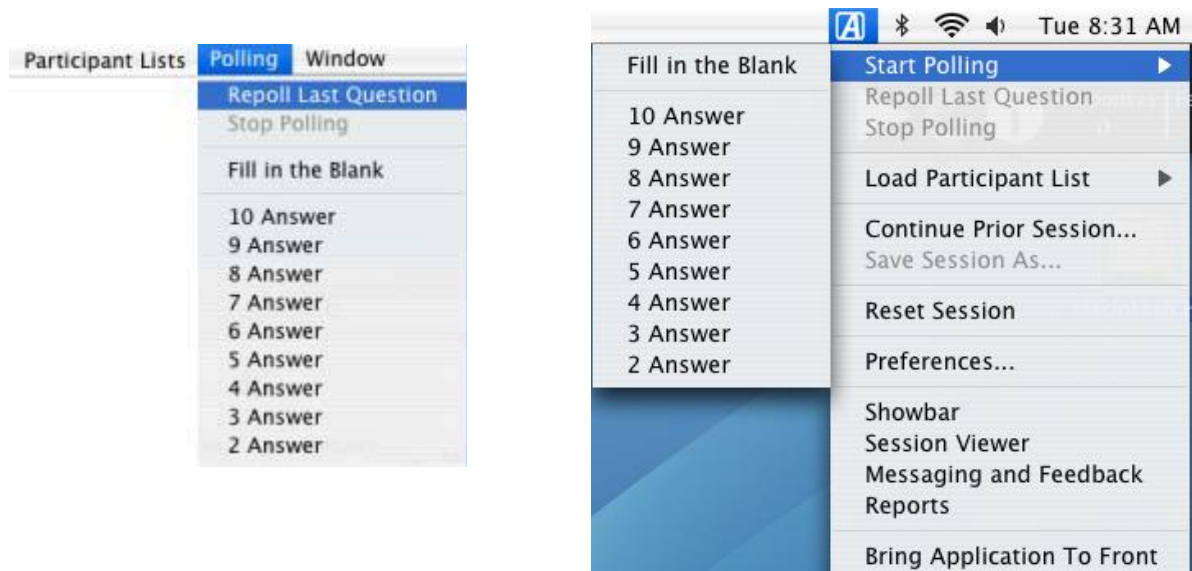 Participant Lists Polling Window
Repoll Last Question
Stop Polling
Fill in the Blank
10 Answer
9 Answer
8 Answer
7 Answer
6 Answer
5 Answer
4 Answer
3 Answer
2 Answer
A Tue 8:31 AM
Fill in the Blank
10 Answer
9 Answer
8 Answer
7 Answer
6 Answer
5 Answer
4 Answer
3 Answer
2 Answer
Start Polling
Repoll Last Question
Stop Polling
Load Participant List
Continue Prior Session...
Save Session As...
Reset Session
Preferences...
Showbar
Session Viewer
Messaging and Feedback
Reports
Bring Application To Front